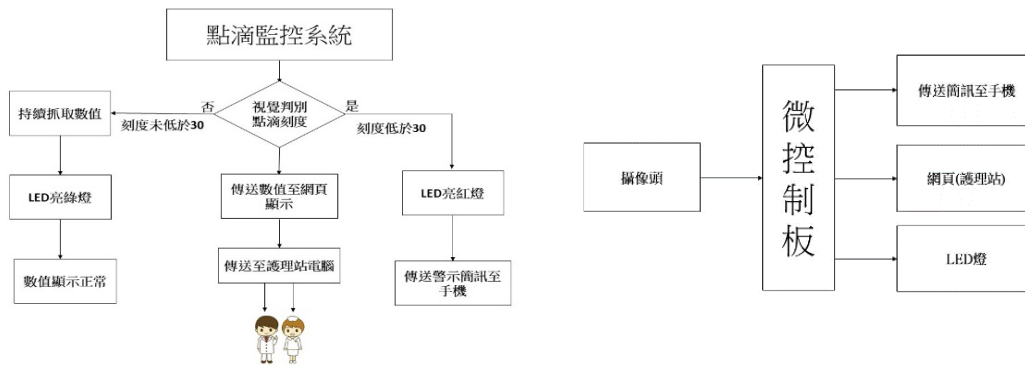 點滴監控系統
視覺判別
點滴刻度
否
刻度未低於30
是
刻度低於30
持續抓取數值
LED亮綠燈
數值顯示正常
傳送數值至網頁
顯示
傳送至護理站電腦
LED亮紅燈
傳送警示簡訊至
手機
攝像頭
微控制板
傳送簡訊至手機
網頁(護理站)
LED燈